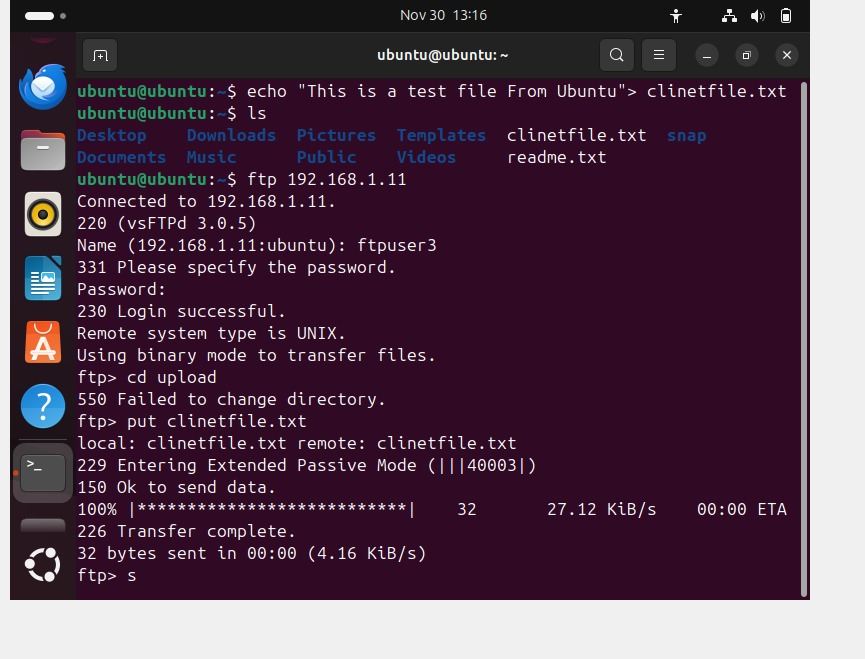 Nov 30 13:16
ubuntu@ubuntu: ~
ubuntu@ubuntu:~$ echo "This is a test file From Ubuntu"> clinetfile.txt
ubuntu@ubuntu:~$ ls
Desktop Downloads Pictures Templates clinetfile.txt snap
Documents Music Public Videos readme.txt
ubuntu@ubuntu:~$ ftp 192.168.1.11
Connected to 192.168.1.11.
220 (vsFTPd 3.0.5)
Name (192.168.1.11:ubuntu): ftpuser3
331 Please specify the password.
Password:
230 Login successful.
Remote system type is UNIX.
Using binary mode to transfer files.
ftp> cd upload
550 Failed to change directory.
ftp> put clinetfile.txt
local: clinetfile.txt remote: clinetfile.txt
229 Entering Extended Passive Mode (|||40003|)
150 Ok to send data.
100% |***************************| 32 27.12 KiB/s 00:00 ETA
226 Transfer complete.
32 bytes sent in 00:00 (4.16 KiB/s)
ftp> s